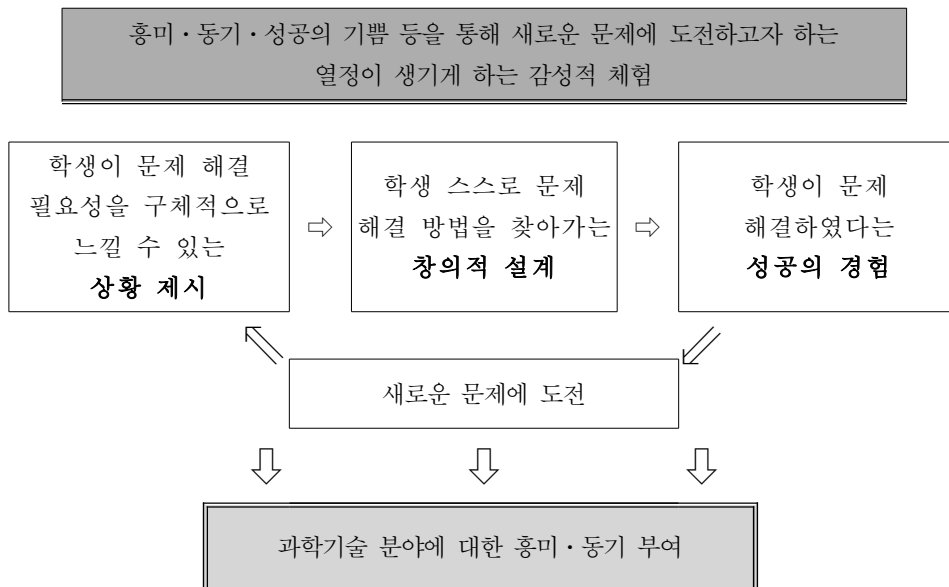 흥미·동기·성공의 기쁨 등을 통해 새로운 문제에 도전하고자 하는
열정이 생기게 하는 감성적 체험
학생이 문제 해결
필요성을 구체적으로
느낄 수 있는
상황 제시
⇨
학생 스스로 문제
해결 방법을 찾아가는
창의적 설계
⇨
학생이 문제
해결하였다는
성공의 경험
새로운 문제에 도전
과학기술 분야에 대한 흥미·동기 부여